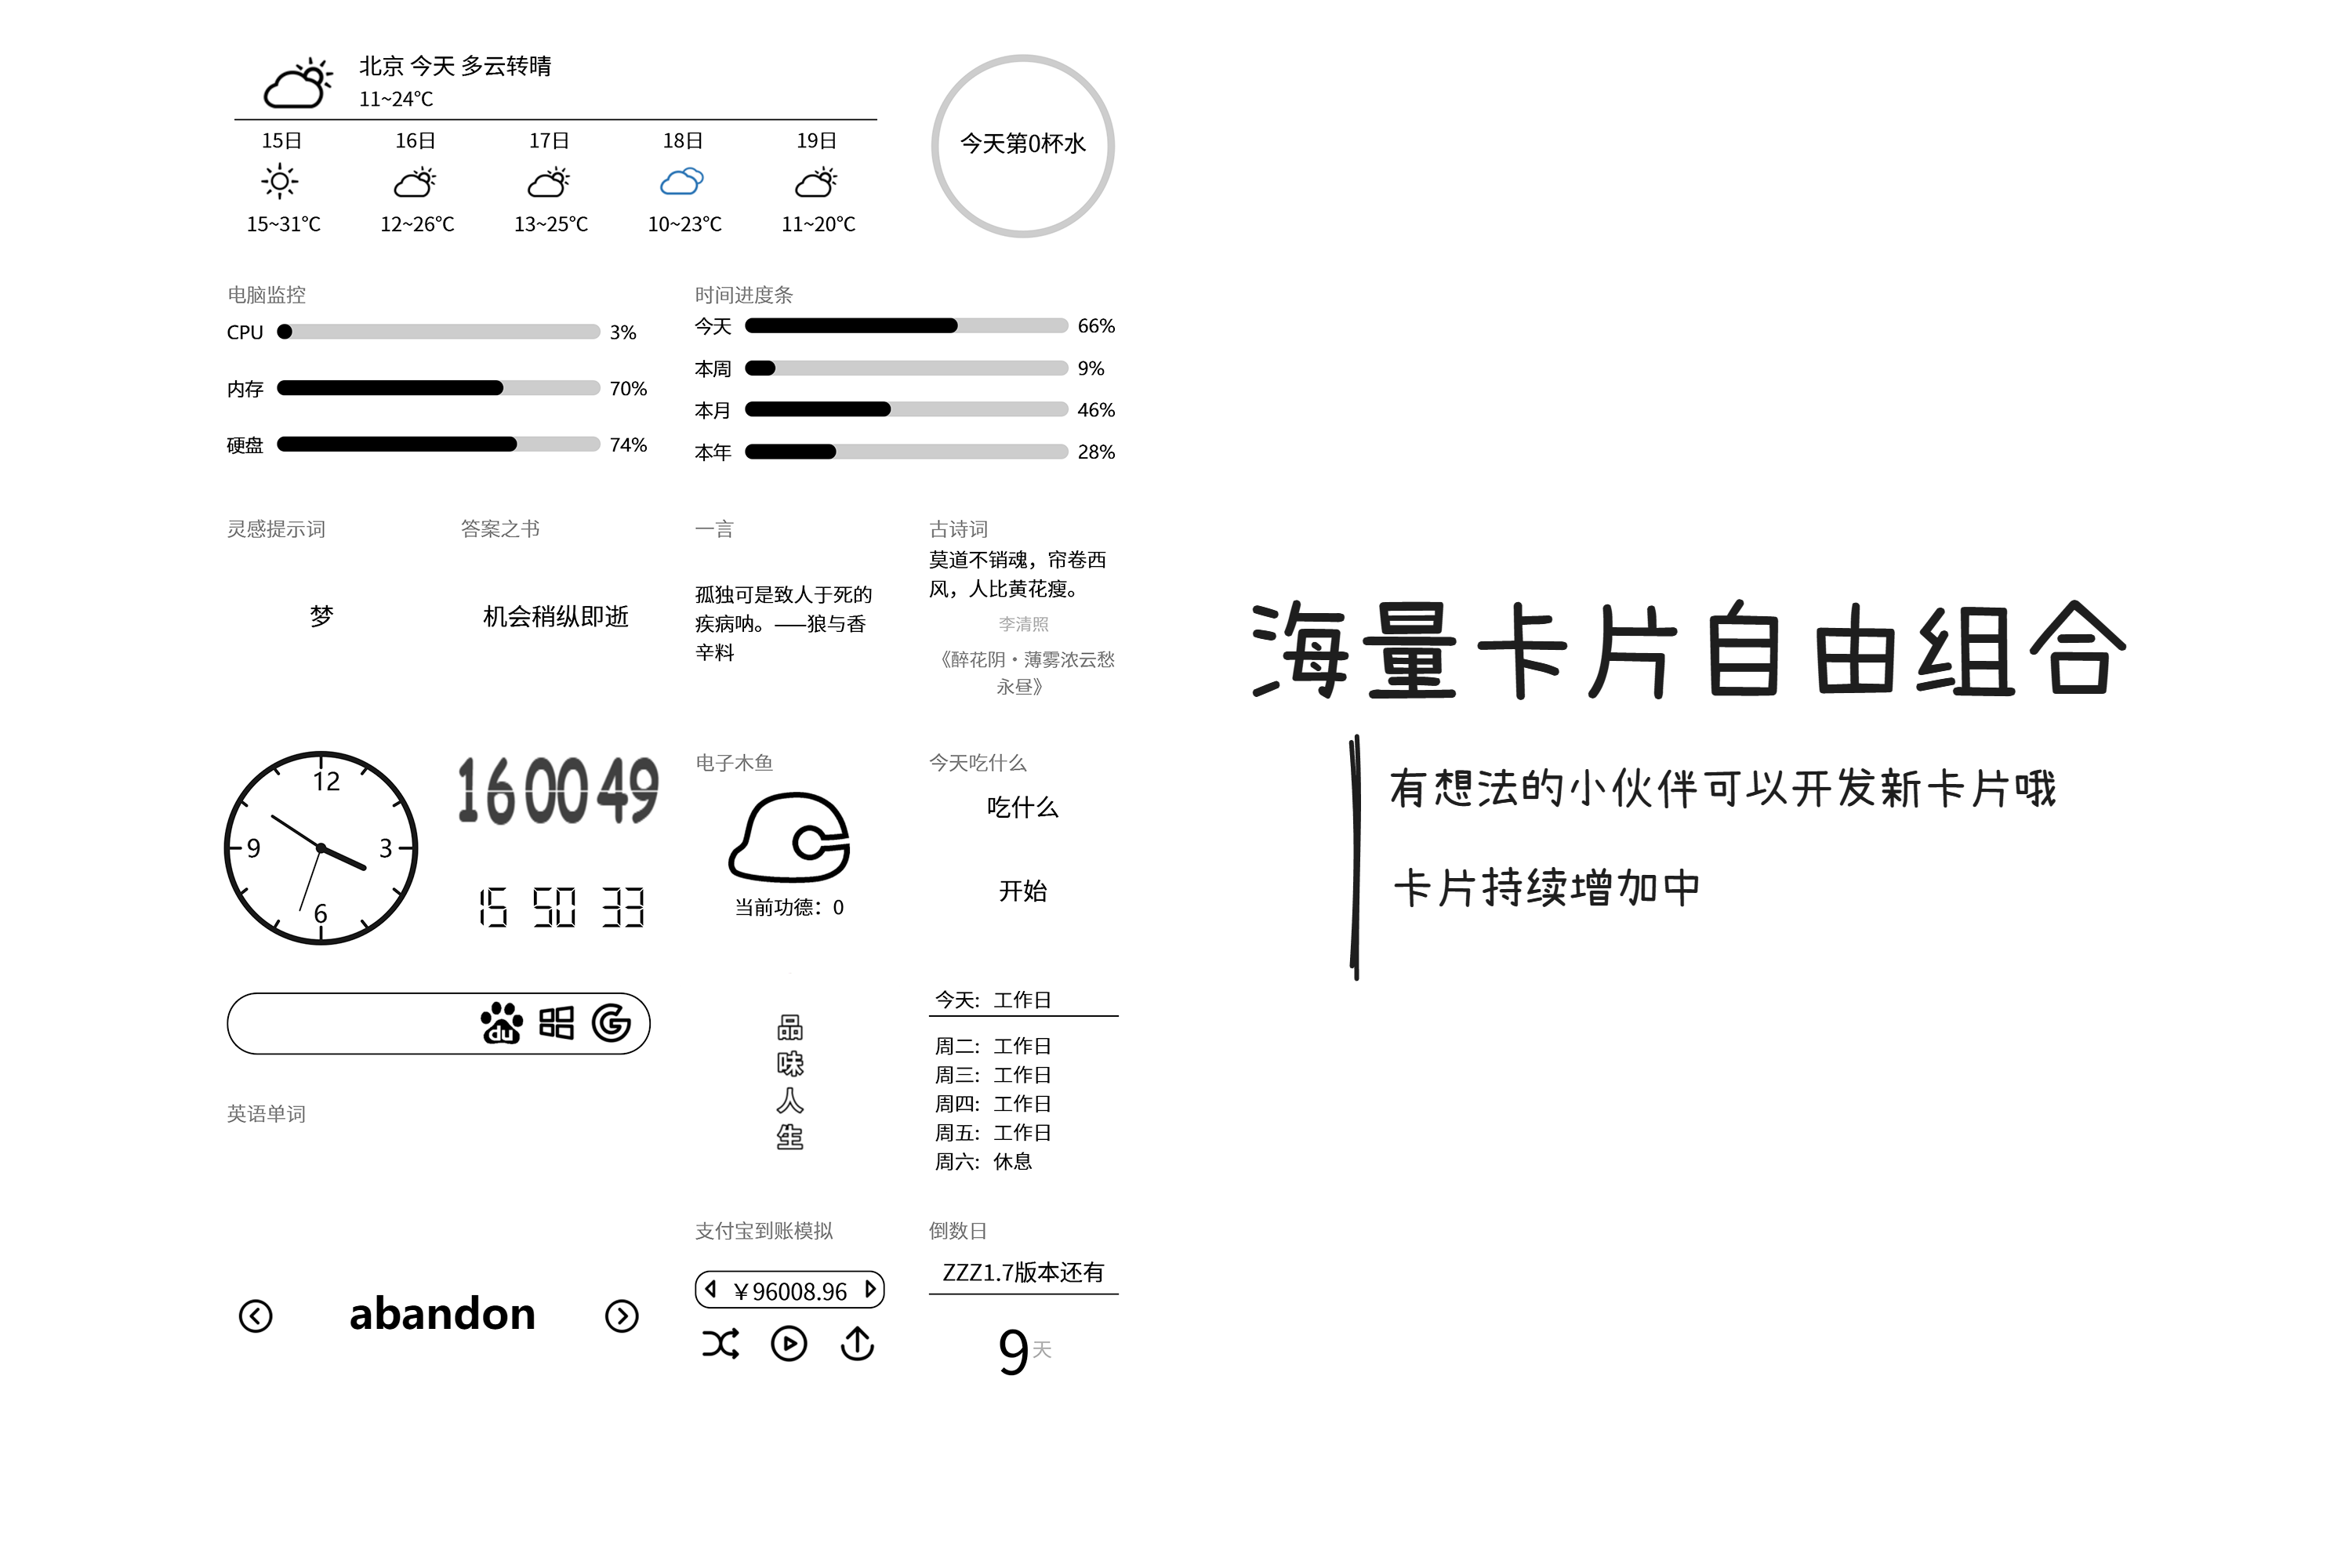 北京 今天 多云转晴
11~24℃
15日 16日 17日 18日 19日
15~31℃ 12~26℃ 13~25℃ 10~23℃ 11~20℃
今天第0杯水
电脑监控
CPU 3%
内存 70%
硬盘 74%
时间进度条
今天 66%
本周 9%
本月 46%
本年 28%
灵感提示词
梦
答案之书
机会稍纵即逝
一言
孤独可是致人于死的
疾病呐。——狼与香
辛料
古诗词
莫道不销魂，帘卷西
风，人比黄花瘦。
李清照
《醉花阴·薄雾浓云愁
永昼》
12
9 3
6
16 00 49
15 50 33
电子木鱼
当前功德：0
今天吃什么
吃什么
开始
du
品
味
人
生
今天: 工作日
周二: 工作日
周三: 工作日
周四: 工作日
周五: 工作日
周六: 休息
英语单词
abandon
支付宝到账模拟
￥96008.96
倒数日
ZZZ1.7版本还有
9天
海量卡片自由组合
有想法的小伙伴可以开发新卡片哦
卡片持续增加中